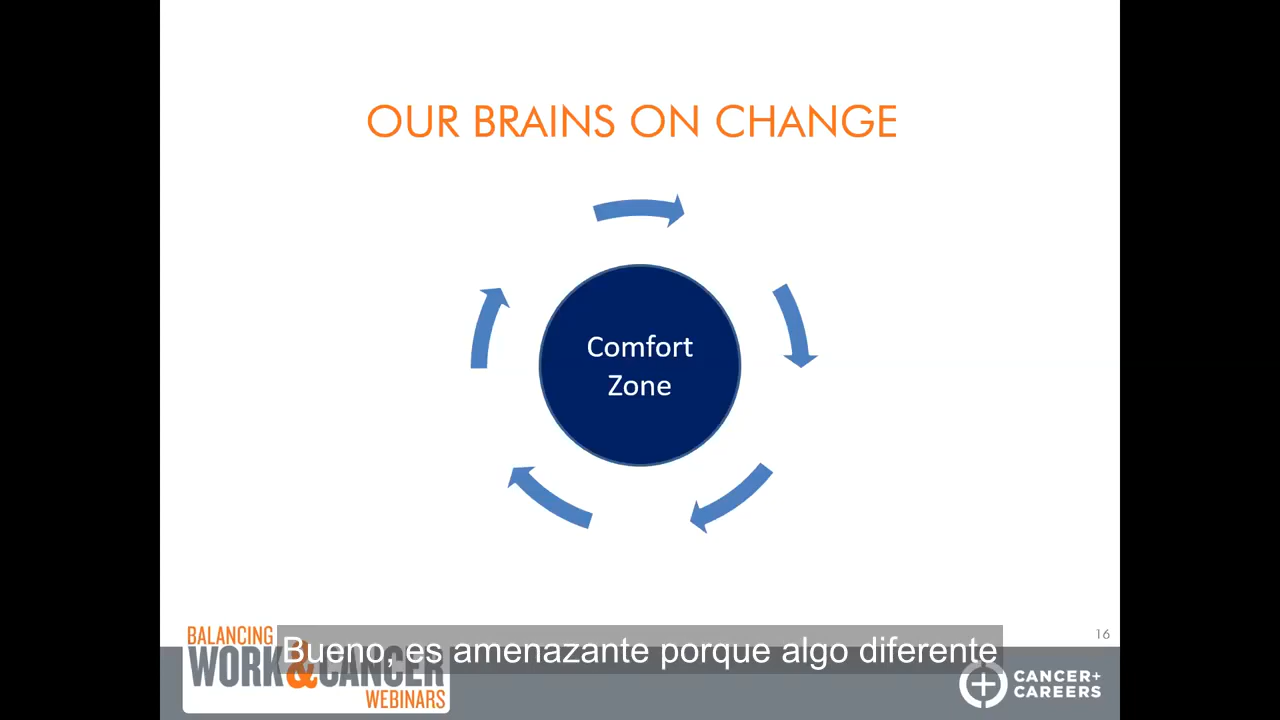 OUR BRAINS ON CHANGE
Comfort
Zone
16
BALANCING
WORK&CANCER
WEBINARS
Bueno, es amenazante porque algo diferente
CANCER+
CAREERS